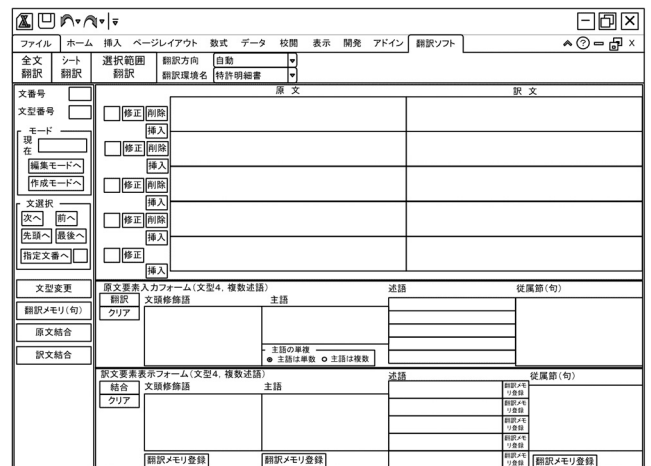 ファイル ホーム 挿入 ページレイアウト 数式 データ 校閲 表示 開発 アドイン 翻訳ソフト
全文翻訳 シート翻訳 選択範囲翻訳 翻訳方向 自動
翻訳環境名 特許明細書
文番号
文型番号
モード
現在
編集モードへ
作成モードへ
文選択
次へ 前へ
先頭へ 最後へ
指定文番へ
文型変更
翻訳メモリ(句)
原文結合
訳文結合
原文 訳文
修正 削除
挿入
修正 削除
挿入
修正 削除
挿入
修正 削除
挿入
修正
挿入
原文要素入力フォーム(文型4, 複数述語) 述語 従属節(句)
翻訳 文頭修飾語 主語
クリア
主語の単複
主語は単数 主語は複数
訳文要素表示フォーム(文型4, 複数述語) 述語 従属節(句)
結合 文頭修飾語 主語
クリア
翻訳メモリ登録
翻訳メモリ登録
翻訳メモリ登録
翻訳メモリ登録
翻訳メモリ登録 翻訳メモリ登録 翻訳メモリ登録 翻訳メモリ登録